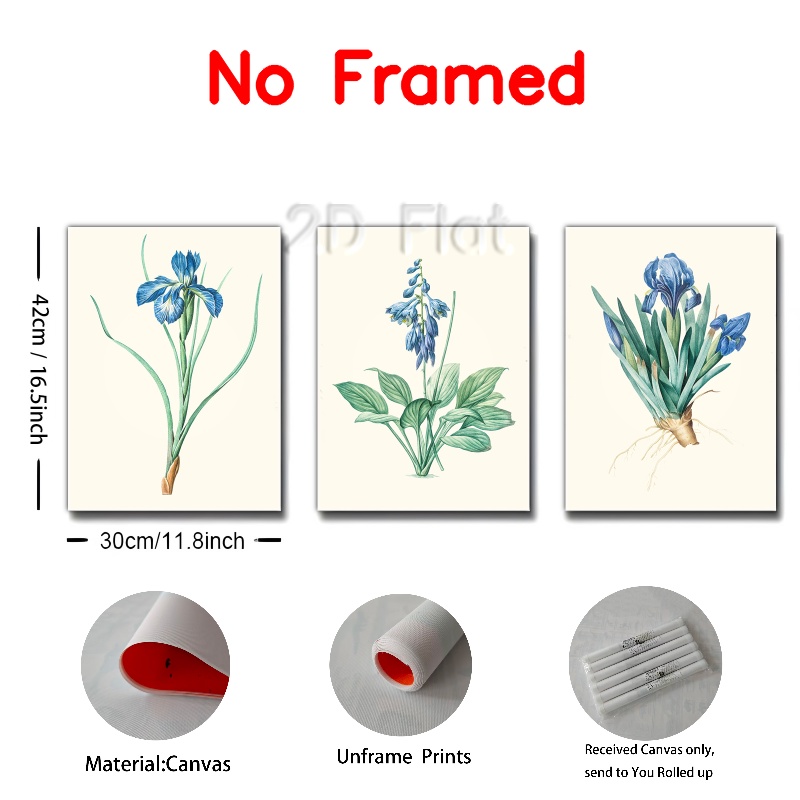 No Framed
2D Flat
42cm / 16.5inch
30cm/11.8inch
Material:Canvas
Unframe Prints
Received Canvas only,
send to You Rolled up